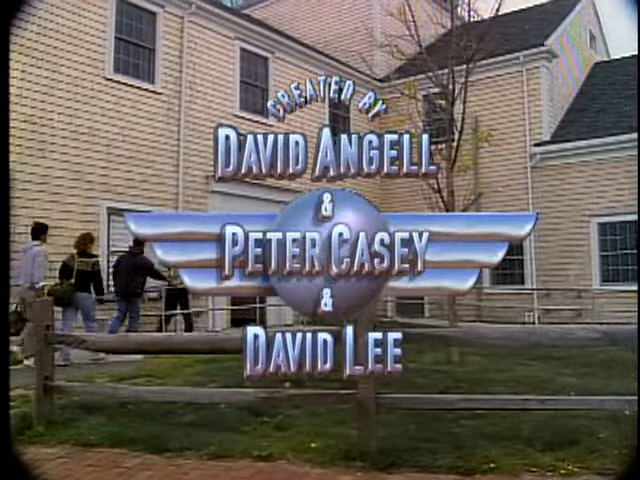 CREATED BY
DAVID ANGELL
&
PETER CASEY
&
DAVID LEE